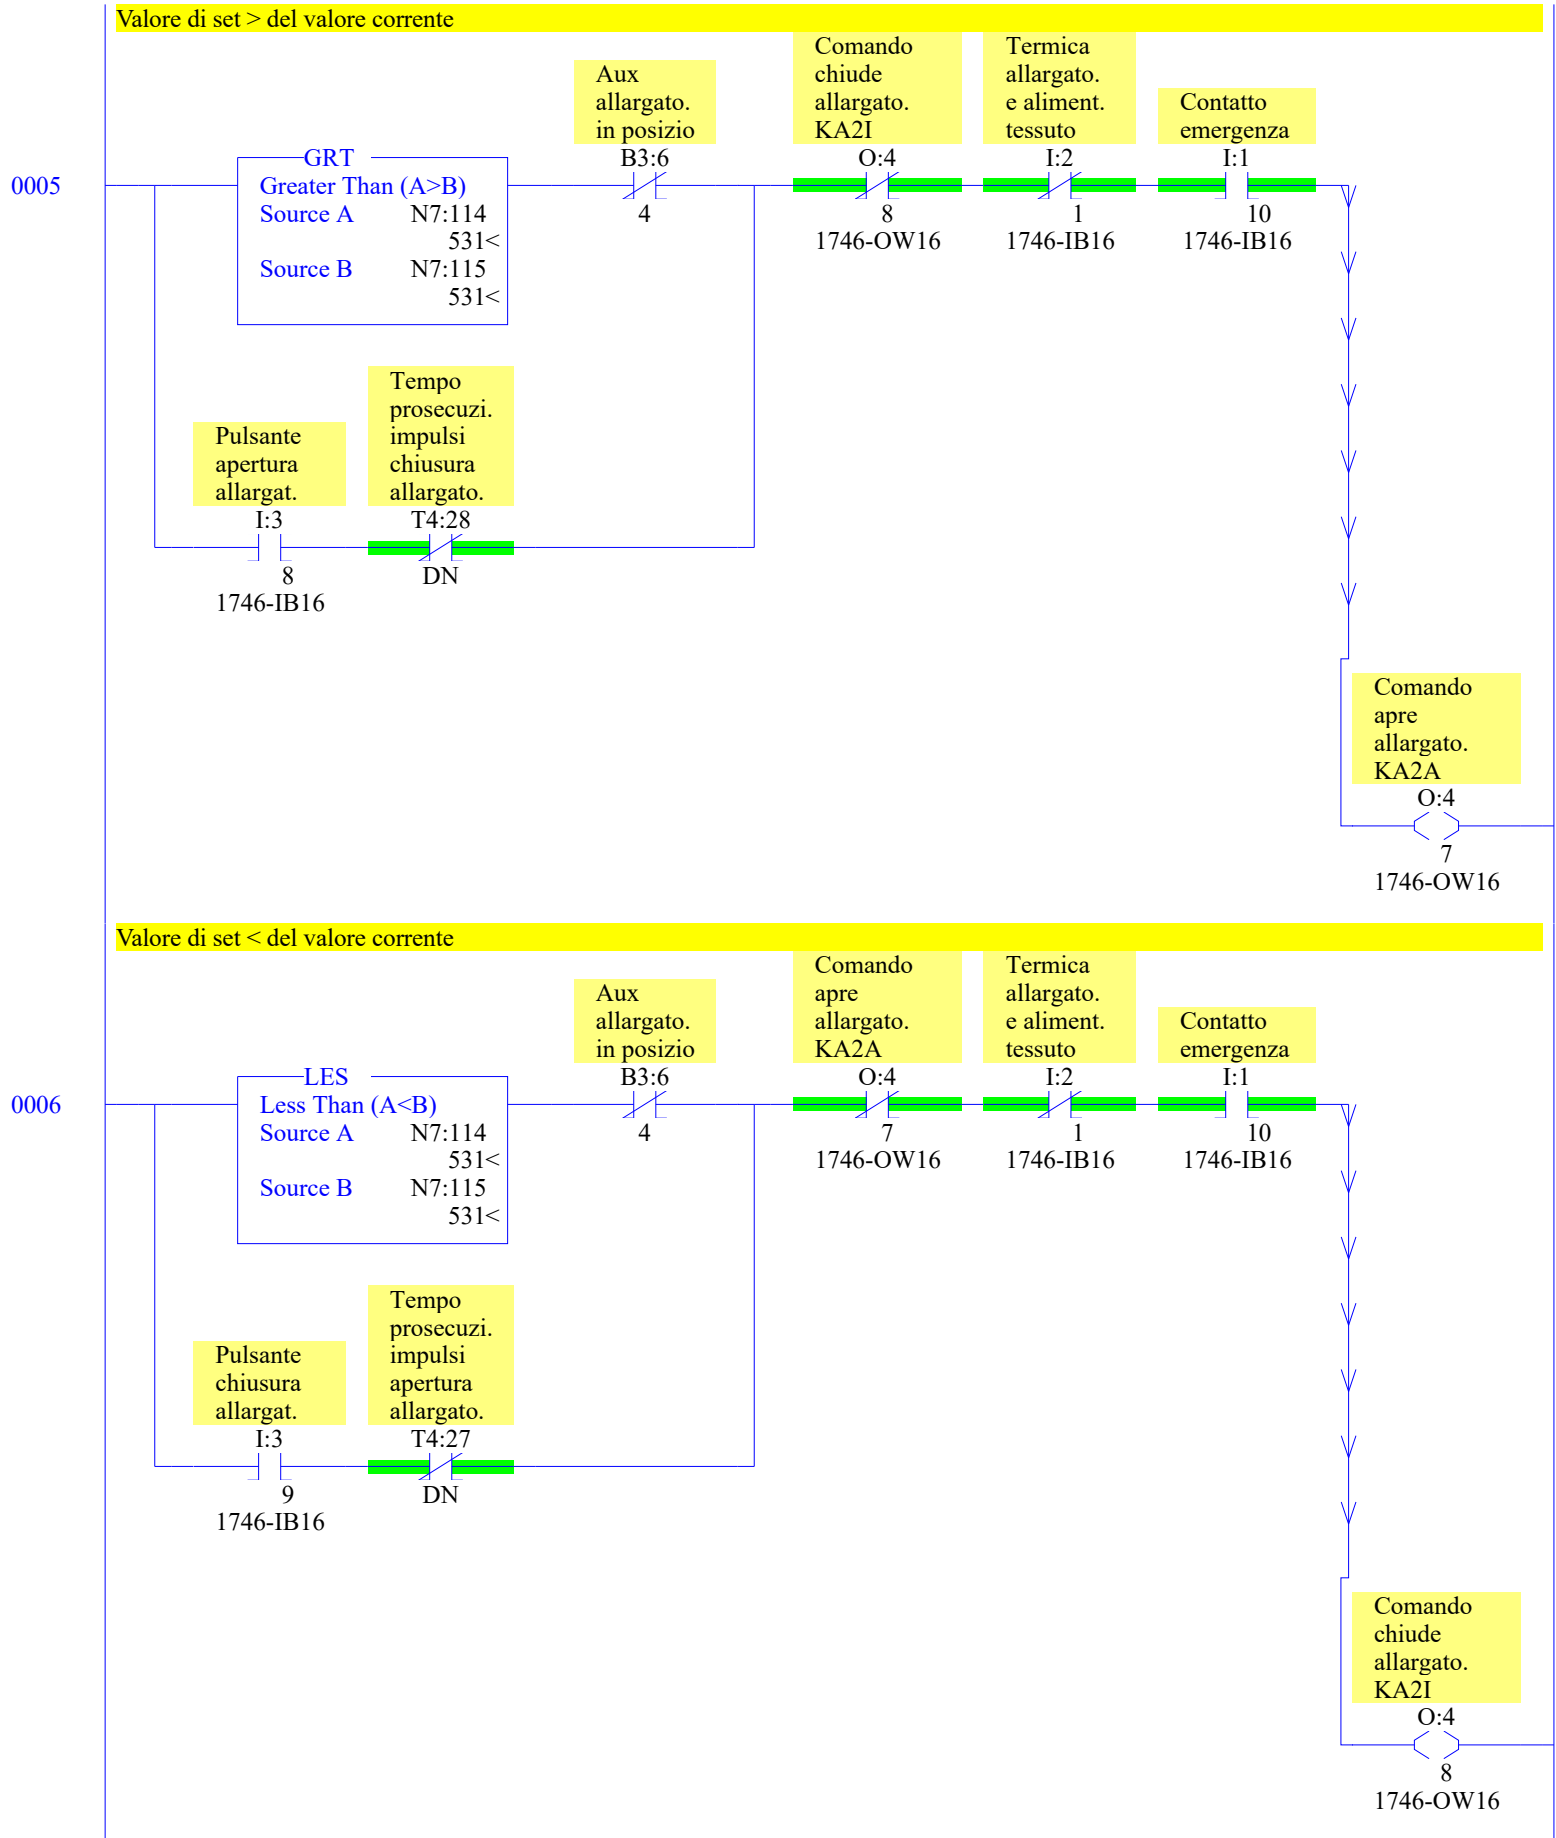 Valore di set > del valore corrente
Aux
allargato.
in posizio
B3:6
4
Comando
chiude
allargato.
KA2I
O:4
8
1746-OW16
Termica
allargato.
e aliment.
tessuto
I:2
1
1746-IB16
Contatto
emergenza
I:1
10
1746-IB16
0005
GRT
Greater Than (A>B)
Source A N7:114
531<
Source B N7:115
531<
Pulsante
apertura
allargat.
I:3
8
1746-IB16
Tempo
prosecuzi.
impulsi
chiusura
allargato.
T4:28
DN
Comando
apre
allargato.
KA2A
O:4
7
1746-OW16
Valore di set < del valore corrente
Aux
allargato.
in posizio
B3:6
4
Comando
apre
allargato.
KA2A
O:4
7
1746-OW16
Termica
allargato.
e aliment.
tessuto
I:2
1
1746-IB16
Contatto
emergenza
I:1
10
1746-IB16
0006
LES
Less Than (A<B)
Source A N7:114
531<
Source B N7:115
531<
Pulsante
chiusura
allargat.
I:3
9
1746-IB16
Tempo
prosecuzi.
impulsi
apertura
allargato.
T4:27
DN
Comando
chiude
allargato.
KA2I
O:4
8
1746-OW16